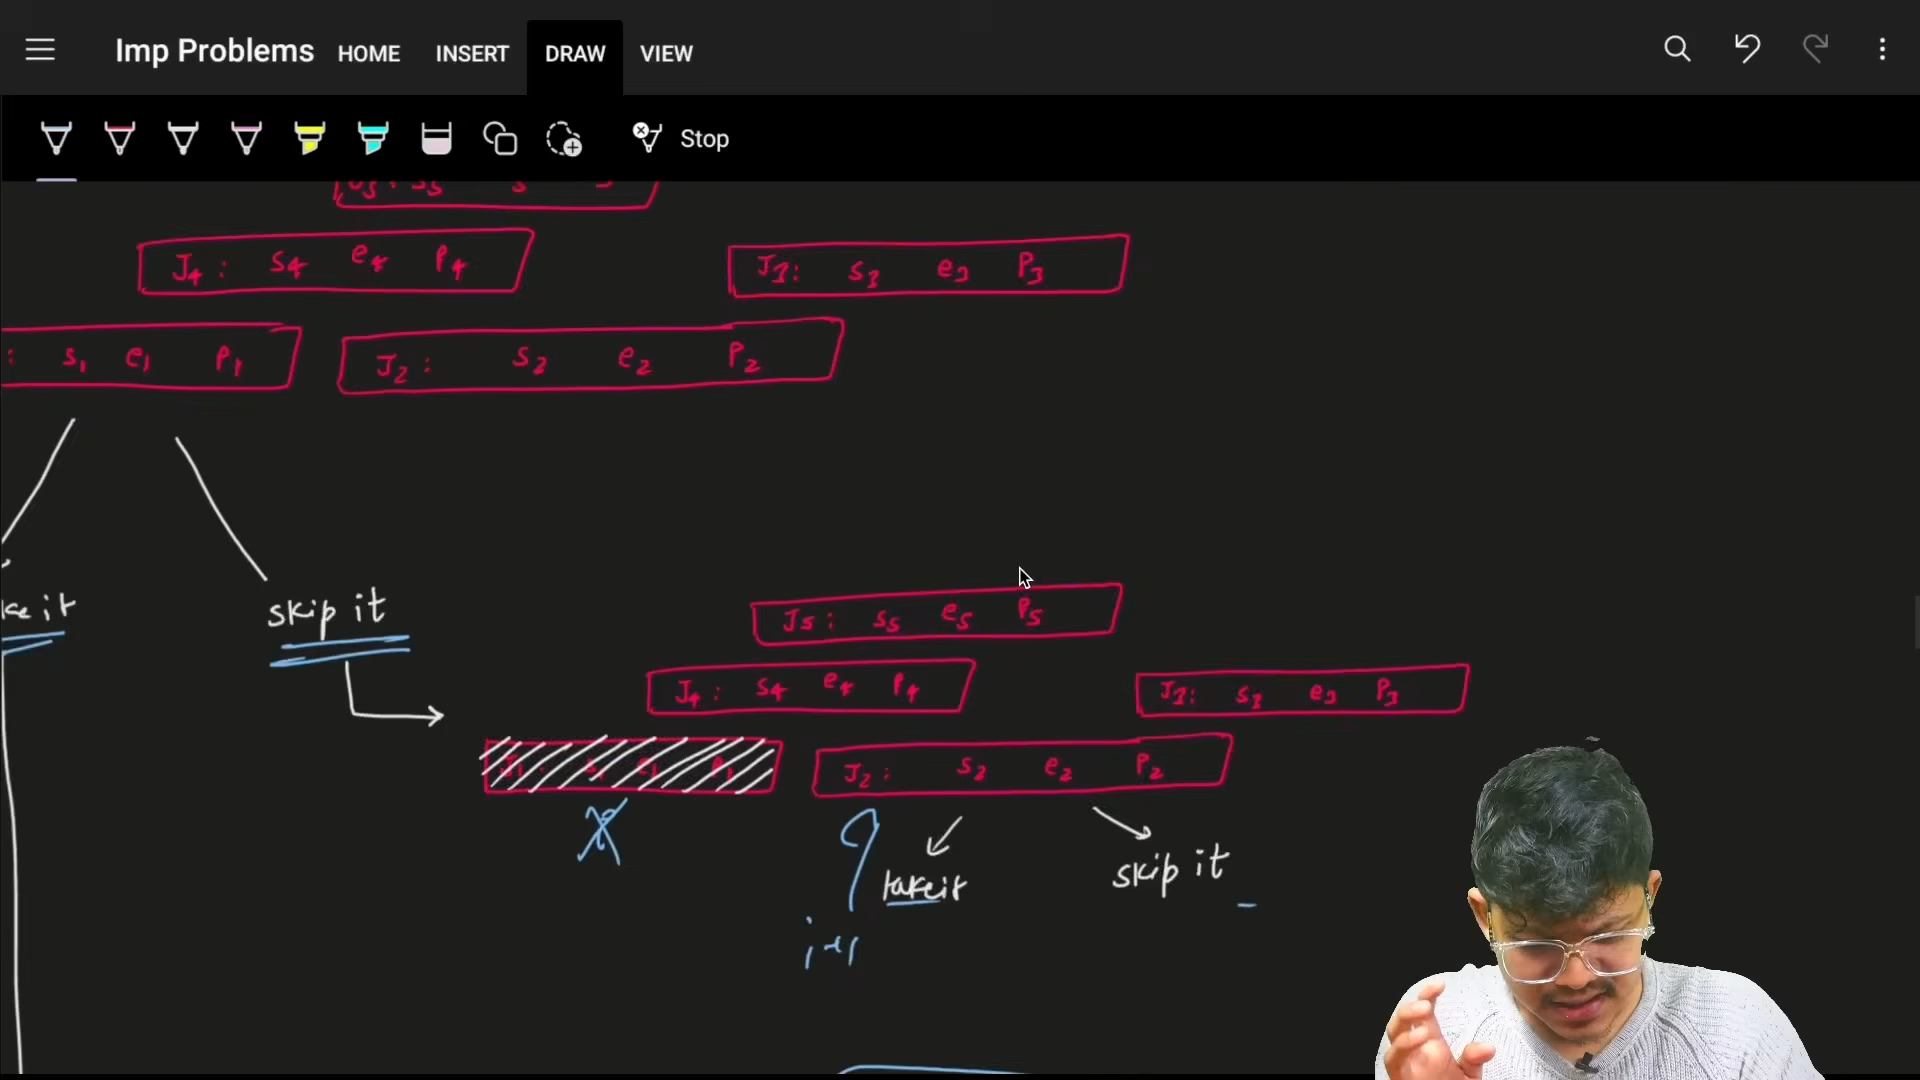 Imp Problems HOME INSERT DRAW VIEW
Stop
J4 : s4 e4 p4
J3: s3 e3 p3
: s1 e1 p1
J2 : s2 e2 p2
ke it
skip it
J5 : s5 e5 p5
J4 : s4 e4 p4
J3: s3 e3 p3
J2 : s2 e2 p2
take it
skip it
i+1